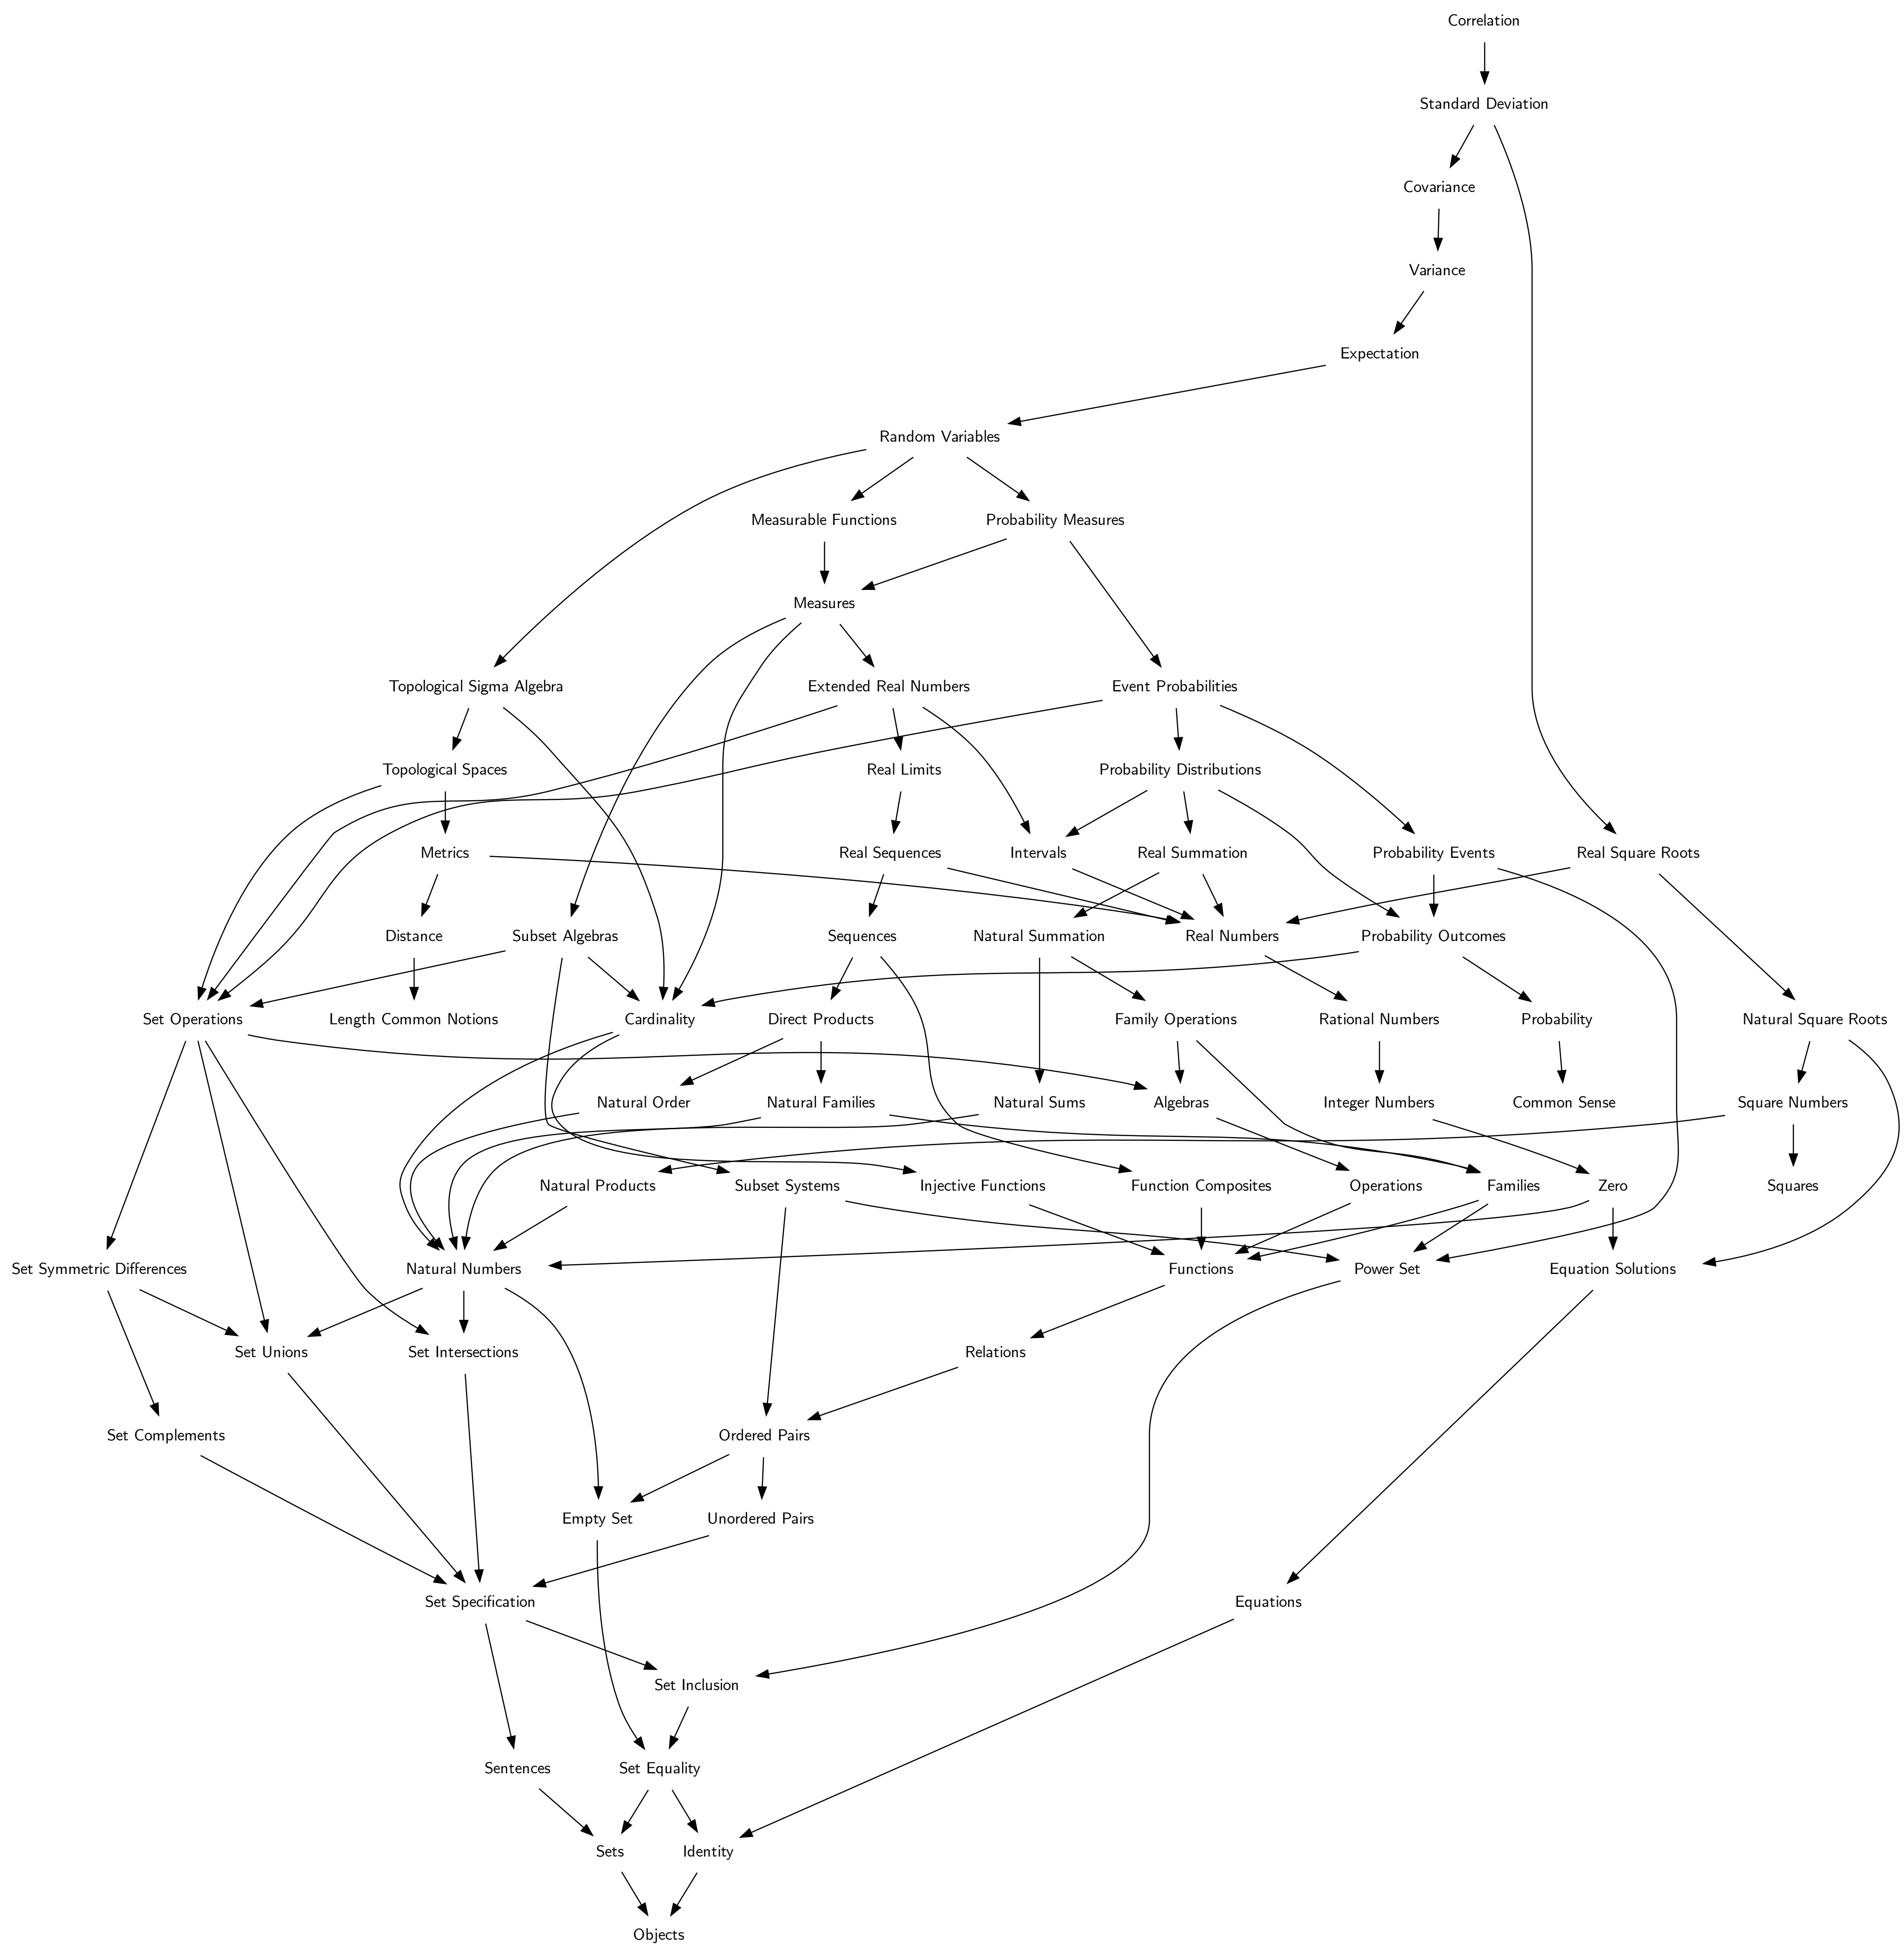 Correlation
Standard Deviation
Covariance
Variance
Expectation
Random Variables
Measurable Functions
Probability Measures
Measures
Topological Sigma Algebra
Extended Real Numbers
Event Probabilities
Topological Spaces
Real Limits
Probability Distributions
Metrics
Real Sequences
Intervals
Real Summation
Probability Events
Real Square Roots
Distance
Subset Algebras
Sequences
Natural Summation
Real Numbers
Probability Outcomes
Set Operations
Length Common Notions
Cardinality
Direct Products
Family Operations
Rational Numbers
Probability
Natural Square Roots
Natural Order
Natural Families
Natural Sums
Algebras
Integer Numbers
Common Sense
Square Numbers
Natural Products
Subset Systems
Injective Functions
Function Composites
Operations
Families
Zero
Squares
Set Symmetric Differences
Natural Numbers
Functions
Power Set
Equation Solutions
Set Unions
Set Intersections
Relations
Set Complements
Ordered Pairs
Empty Set
Unordered Pairs
Set Specification
Equations
Set Inclusion
Sentences
Set Equality
Sets
Identity
Objects